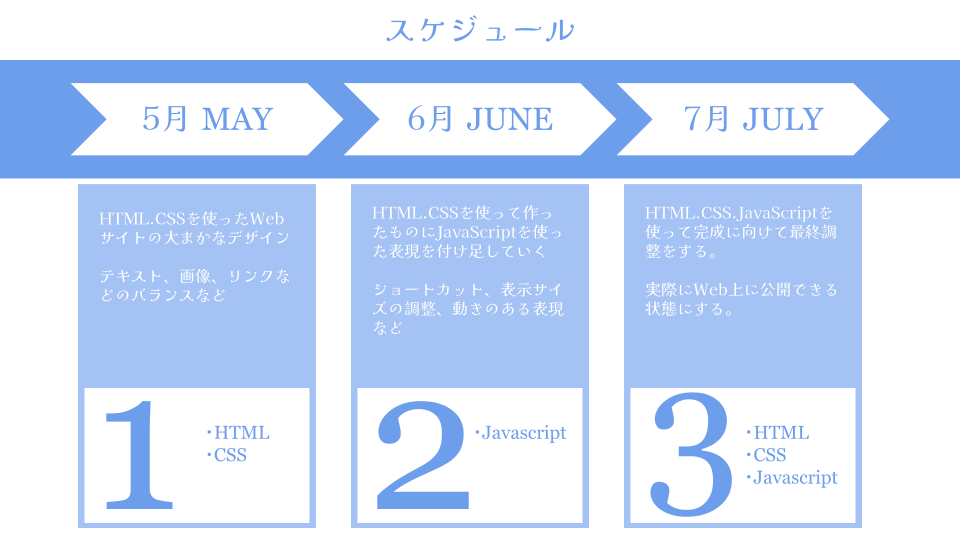 スケジュール
5月 MAY
6月 JUNE
7月 JULY
HTML.CSSを使ったWeb
サイトの大まかなデザイン
テキスト、画像、リンクな
どのバランスなど
1
・HTML
・CSS
HTML.CSSを使って作っ
たものにJavaScriptを使っ
た表現を付け足していく
ショートカット、表示サイ
ズの調整、動きのある表現
など
2
・Javascript
HTML.CSS.JavaScriptを
使って完成に向けて最終調
整をする。
実際にWeb上に公開できる
状態にする。
3
・HTML
・CSS
・Javascript